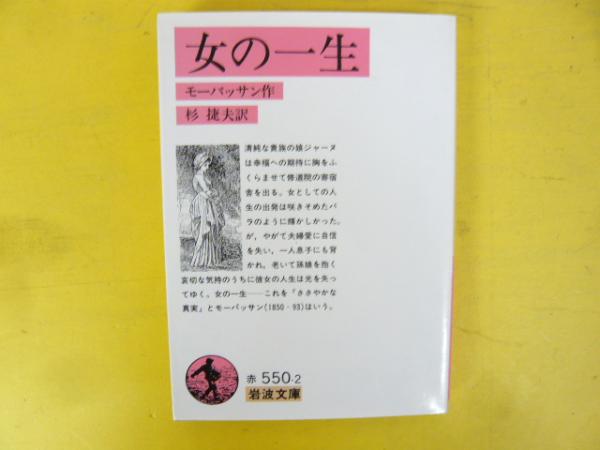 女の一生
モーパッサン作
杉 捷夫訳
清純な貴族の娘ジャーヌ
は幸福への期待に胸をふ
くらませて修道院の寄宿
舎を出る。女としての人
生の出発は咲きそめたバ
ラのように輝かしかった。
が、やがて夫婦愛に自信
を失い、一人息子にも背
かれ、老いて孫娘を抱く
哀切な気持のうちに彼女の人生は光を失っ
てゆく。女の一生──これを「ささやかな
真実」とモーパッサン(1850‐93)はいう。
赤 550-2
岩波文庫